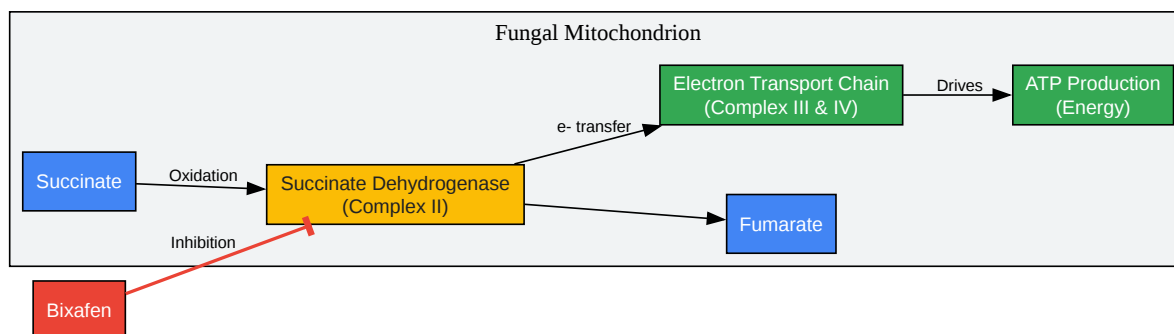 Fungal Mitochondrion
Electron Transport Chain
(Complex III & IV)
Drives
ATP Production
(Energy)
e- transfer
Succinate
Oxidation
Succinate Dehydrogenase
(Complex II)
Fumarate
Inhibition
Bixafen